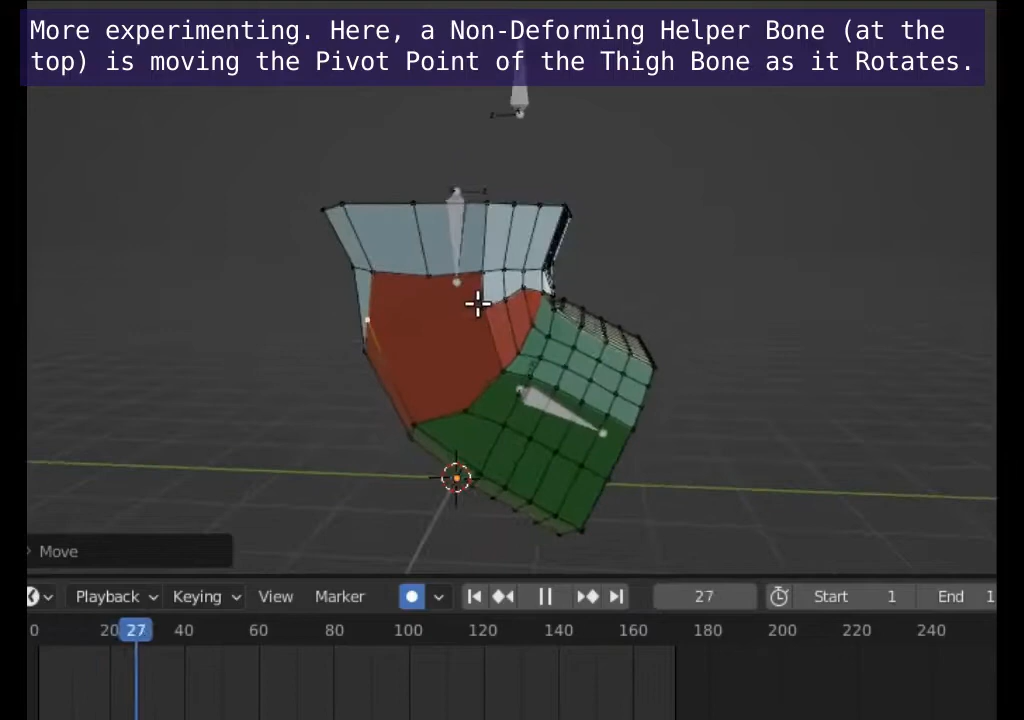 More experimenting. Here, a Non-Deforming Helper Bone (at the
top) is moving the Pivot Point of the Thigh Bone as it Rotates.
Move
Playback Keying View Marker 27 Start 1 End 1
0 20 27 40 60 80 100 120 140 160 180 200 220 240